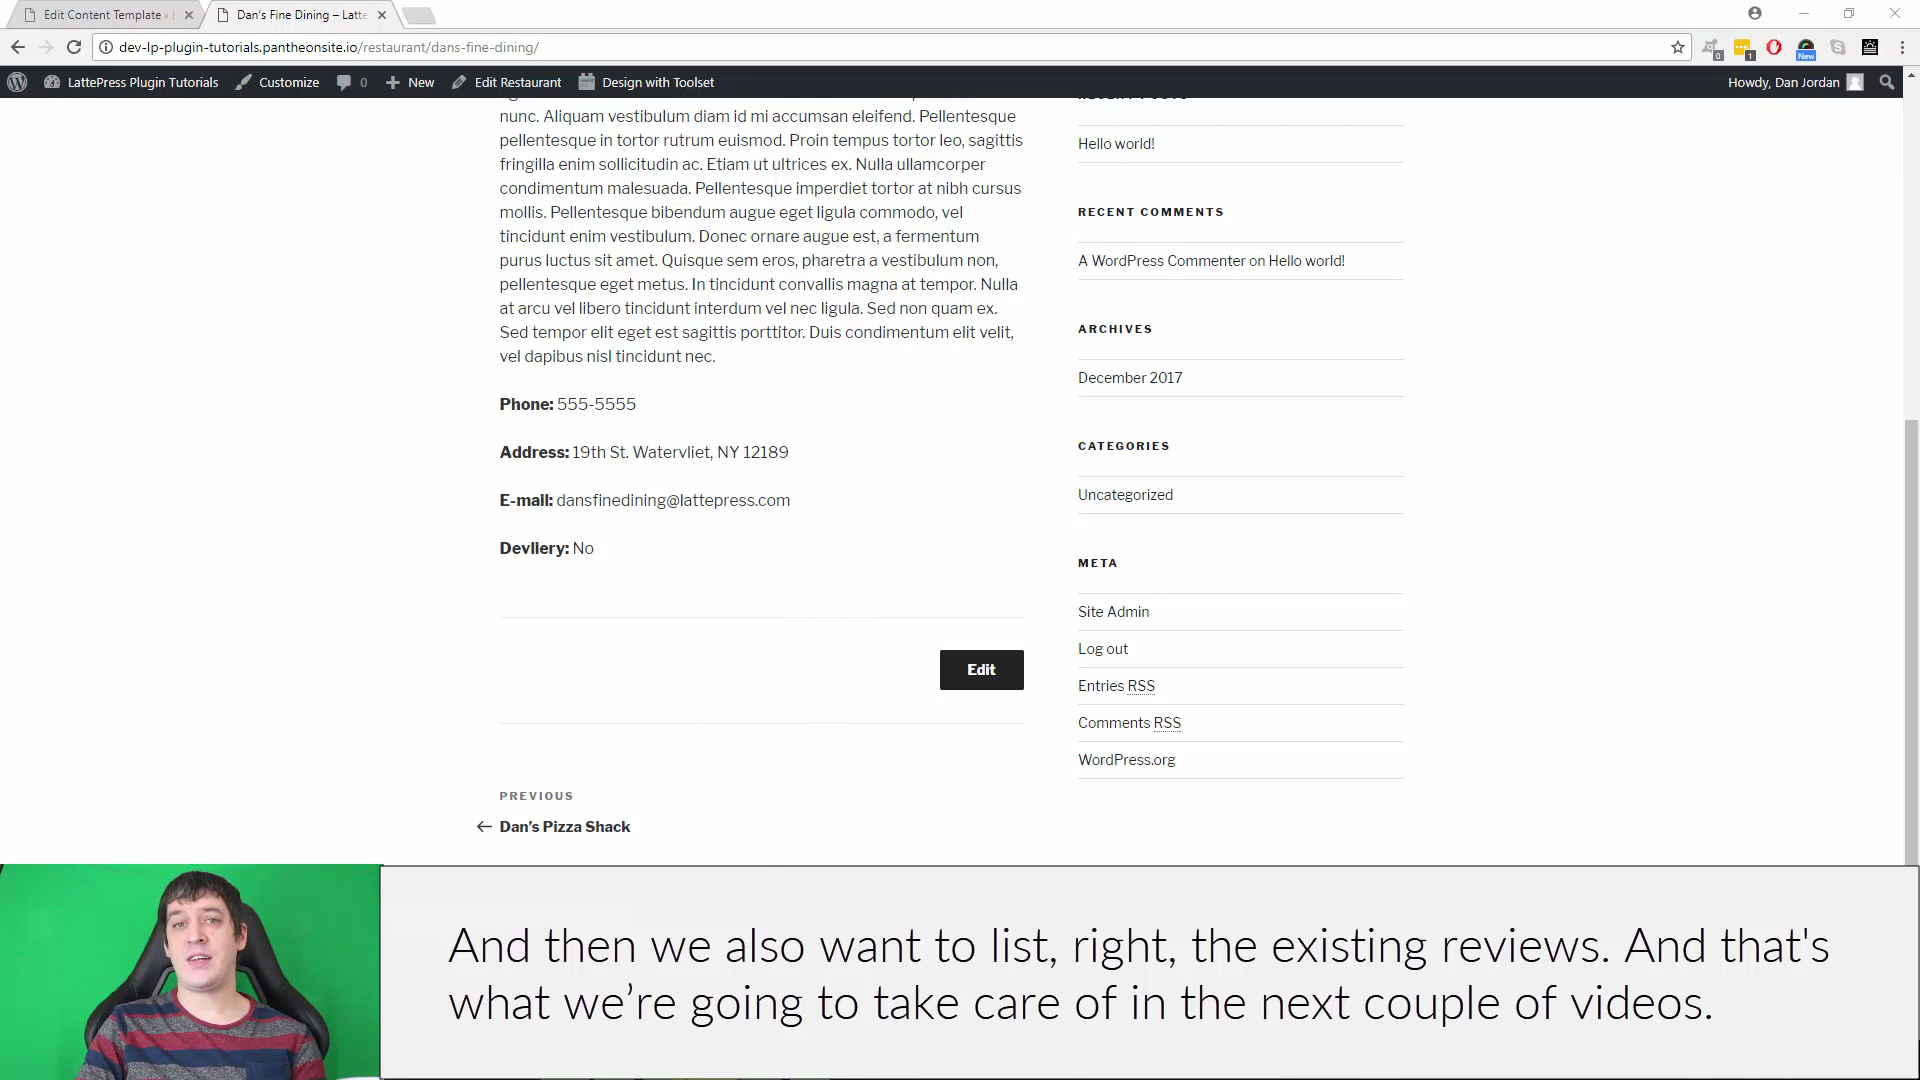 Edit Content Template ‹
Dan's Fine Dining – Latte
dev-lp-plugin-tutorials.pantheonsite.io/restaurant/dans-fine-dining/
0
1
New
LattePress Plugin Tutorials
Customize
0
New
Edit Restaurant
Design with Toolset
Howdy, Dan Jordan
nunc. Aliquam vestibulum diam id mi accumsan eleifend. Pellentesque
pellentesque in tortor rutrum euismod. Proin tempus tortor leo, sagittis
fringilla enim sollicitudin ac. Etiam ut ultrices ex. Nulla ullamcorper
condimentum malesuada. Pellentesque imperdiet tortor at nibh cursus
mollis. Pellentesque bibendum augue eget ligula commodo, vel
tincidunt enim vestibulum. Donec ornare augue est, a fermentum
purus luctus sit amet. Quisque sem eros, pharetra a vestibulum non,
pellentesque eget metus. In tincidunt convallis magna at tempor. Nulla
at arcu vel libero tincidunt interdum vel nec ligula. Sed non quam ex.
Sed tempor elit eget est sagittis porttitor. Duis condimentum elit velit,
vel dapibus nisl tincidunt nec.
Phone: 555-5555
Address: 19th St. Watervliet, NY 12189
E-mail: dansfinedining@lattepress.com
Devliery: No
Edit
PREVIOUS
← Dan's Pizza Shack
RECENT POSTS
Hello world!
RECENT COMMENTS
A WordPress Commenter on Hello world!
ARCHIVES
December 2017
CATEGORIES
Uncategorized
META
Site Admin
Log out
Entries RSS
Comments RSS
WordPress.org
And then we also want to list, right, the existing reviews. And that's
what we’re going to take care of in the next couple of videos.